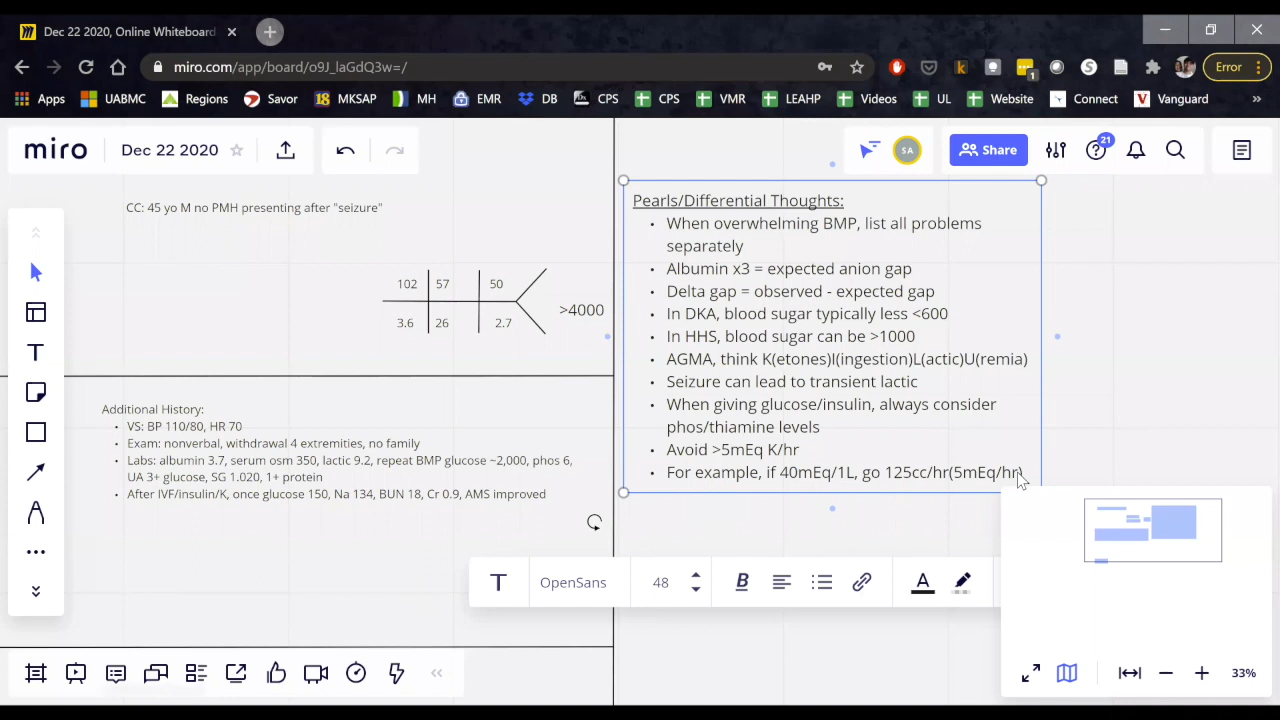 Dec 22 2020, Online Whiteboard
miro.com/app/board/o9J_laGdQ3w=/
1
Error
Apps
UABMC
Regions
Savor
18 MKSAP
MH
EMR
DB
Dx CPS
CPS
VMR
LEAHP
Videos
UL
Website
Connect
V Vanguard
»
miro
Dec 22 2020
SA
Share
21
CC: 45 yo M no PMH presenting after "seizure"
102 57 50
>4000
3.6 26 2.7
Additional History:
• VS: BP 110/80, HR 70
• Exam: nonverbal, withdrawal 4 extremities, no family
• Labs: albumin 3.7, serum osm 350, lactic 9.2, repeat BMP glucose ~2,000, phos 6,
UA 3+ glucose, SG 1.020, 1+ protein
• After IVF/insulin/K, once glucose 150, Na 134, BUN 18, Cr 0.9, AMS improved
Pearls/Differential Thoughts:
• When overwhelming BMP, list all problems
separately
• Albumin x3 = expected anion gap
• Delta gap = observed - expected gap
• In DKA, blood sugar typically less <600
• In HHS, blood sugar can be >1000
• AGMA, think K(etones)I(ingestion)L(actic)U(remia)
• Seizure can lead to transient lactic
• When giving glucose/insulin, always consider
phos/thiamine levels
• Avoid >5mEq K/hr
• For example, if 40mEq/1L, go 125cc/hr(5mEq/hr)
T OpenSans 48 B A
33%